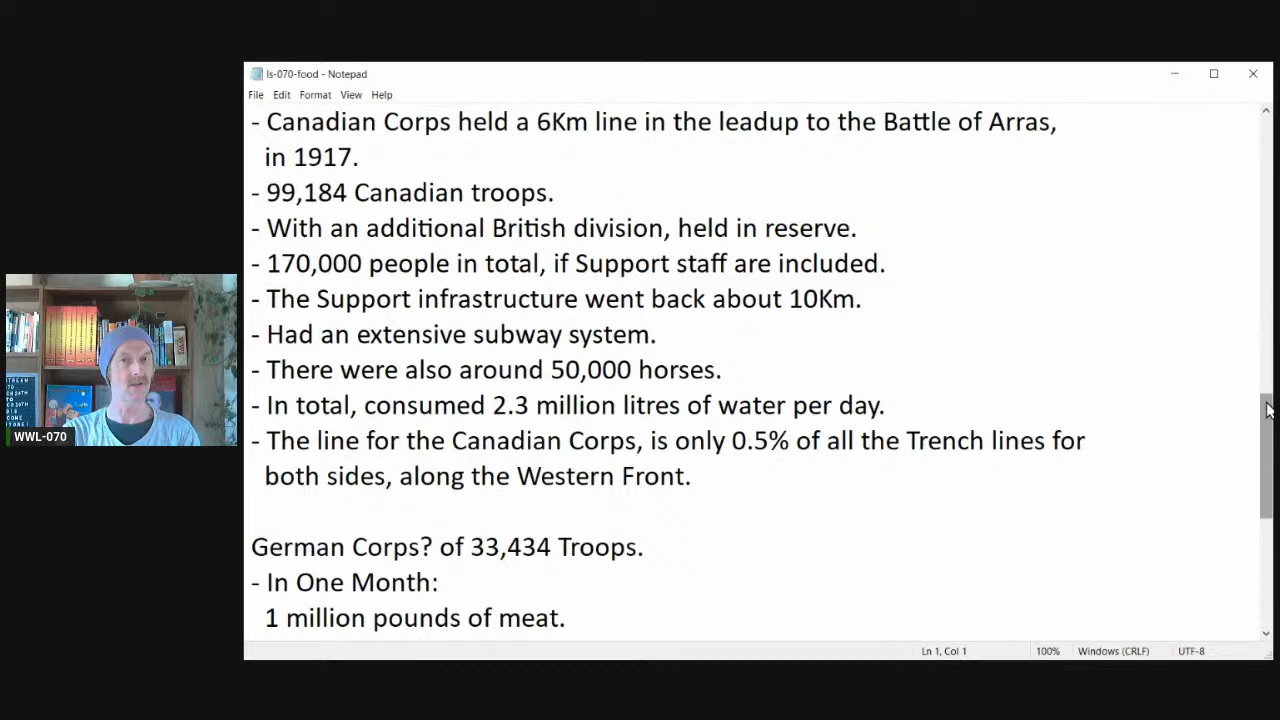 ls-070-food - Notepad
File Edit Format View Help
- Canadian Corps held a 6Km line in the leadup to the Battle of Arras,
in 1917.
- 99,184 Canadian troops.
- With an additional British division, held in reserve.
- 170,000 people in total, if Support staff are included.
- The Support infrastructure went back about 10Km.
- Had an extensive subway system.
- There were also around 50,000 horses.
- In total, consumed 2.3 million litres of water per day.
- The line for the Canadian Corps, is only 0.5% of all the Trench lines for
both sides, along the Western Front.
German Corps? of 33,434 Troops.
- In One Month:
1 million pounds of meat.
Ln 1, Col 1 100% Windows (CRLF) UTF-8
WWL-070